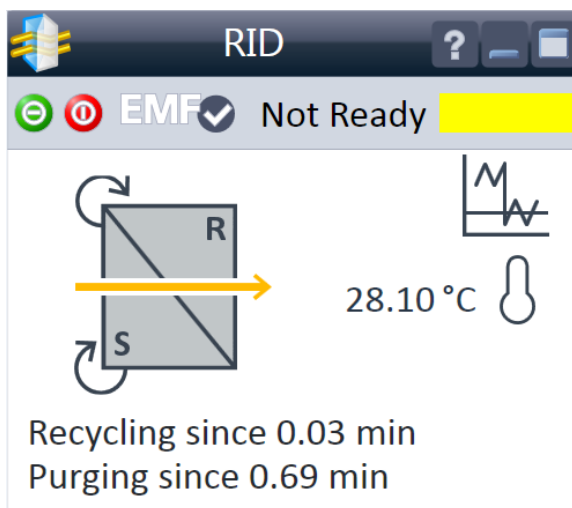 RID
?
EMF
Not Ready
R
28.10 °C
S
Recycling since 0.03 min
Purging since 0.69 min